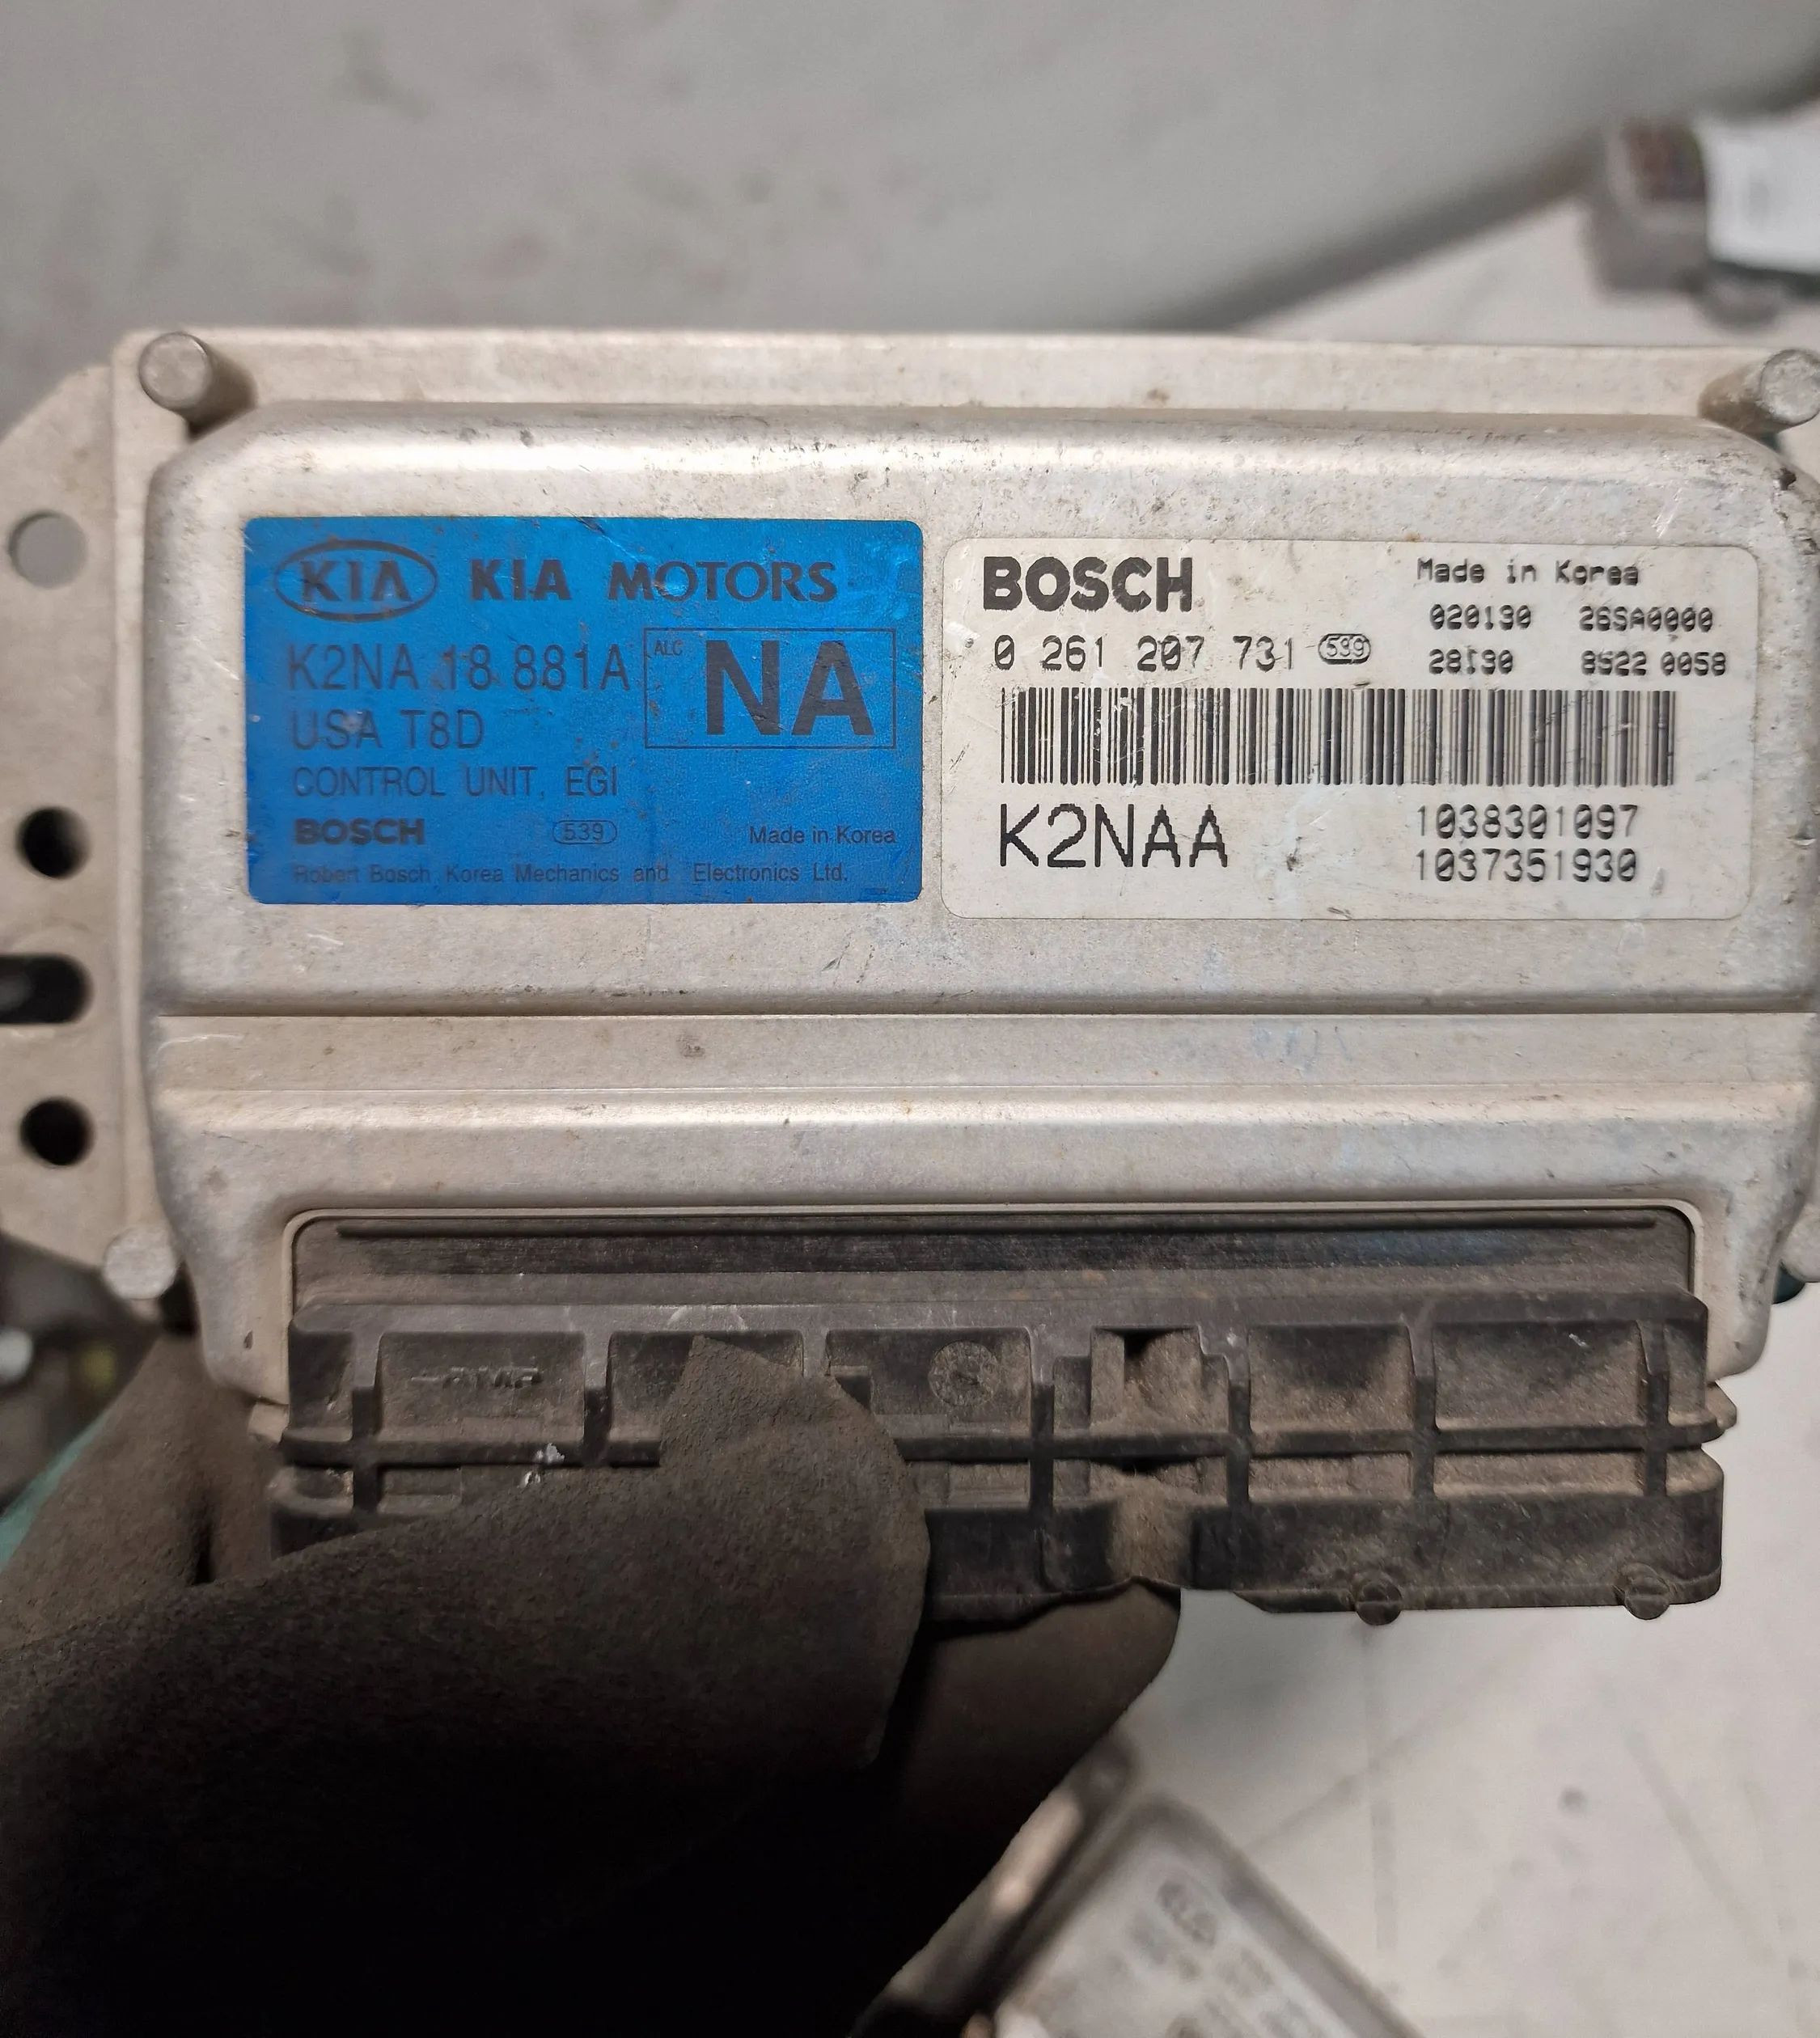 KIA KIA MOTORS
K2NA 18 881A
ALC NA
USA T8D
CONTROL UNIT, EGI
BOSCH 539 Made in Korea
Robert Bosch Korea Mechanics and Electronics Ltd.
BOSCH
Made in Korea
0 261 207 731 539
020130 26SA0000
28130 8522 0058
K2NAA
1038301097
1037351930
AMP